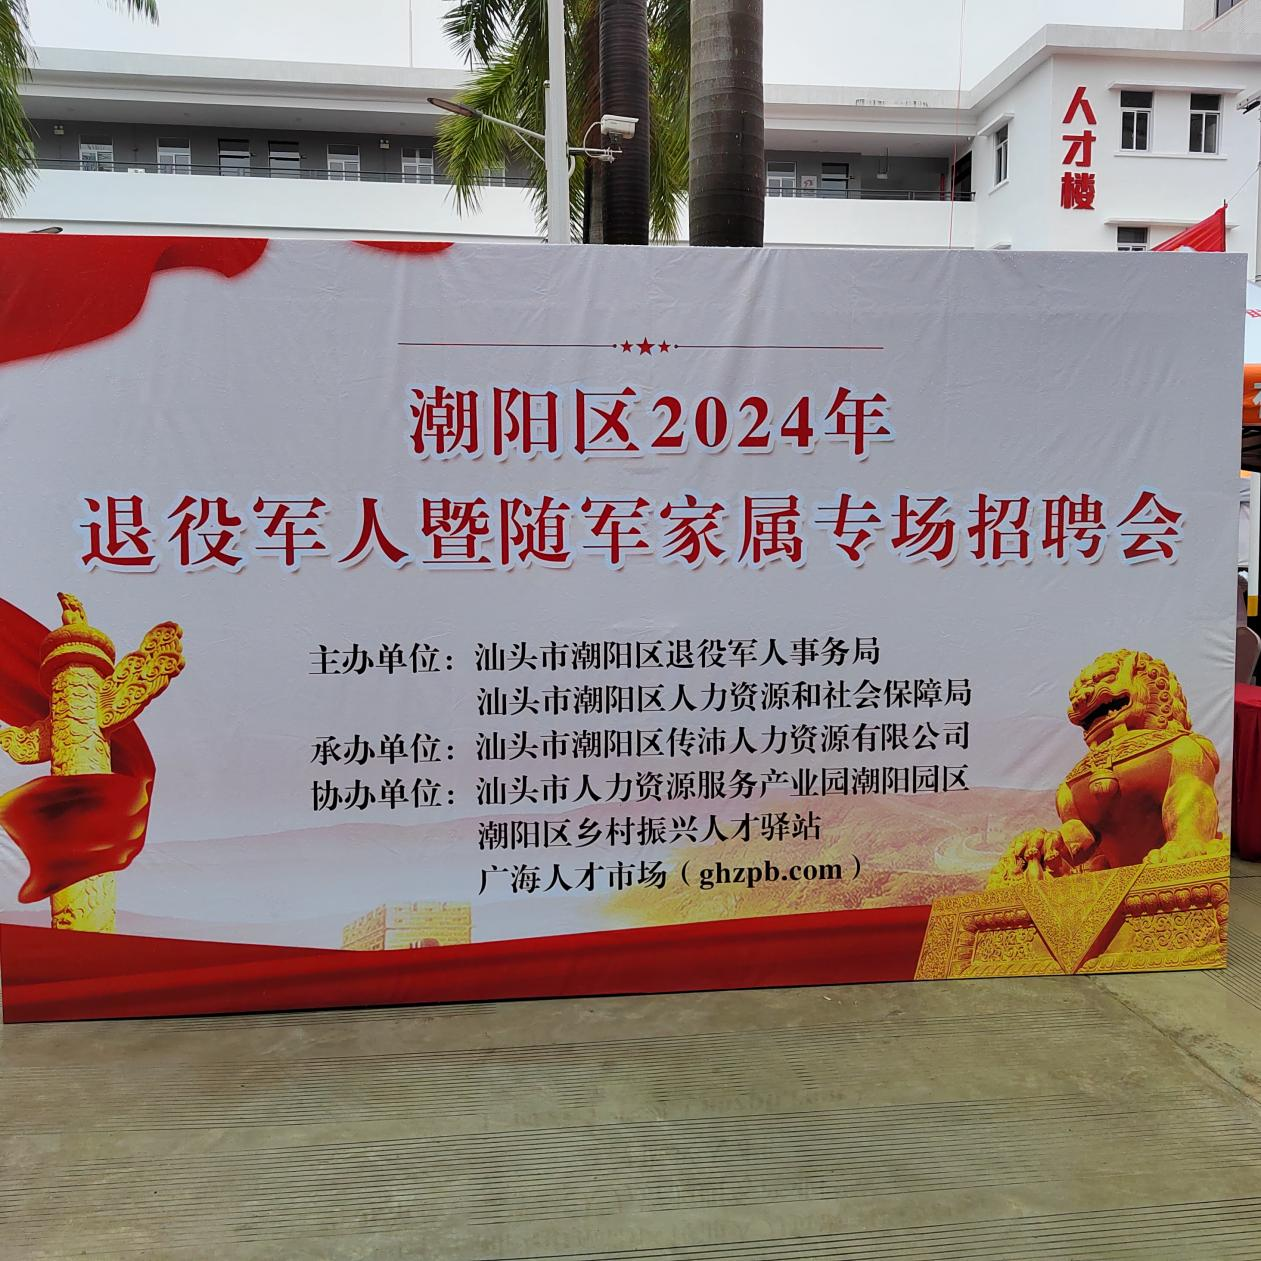 人才楼
潮阳区2024年
退役军人暨随军家属专场招聘会
主办单位：汕头市潮阳区退役军人事务局
汕头市潮阳区人力资源和社会保障局
承办单位：汕头市潮阳区传沛人力资源有限公司
协办单位：汕头市人力资源服务产业园潮阳园区
潮阳区乡村振兴人才驿站
广海人才市场（ghzpb.com）